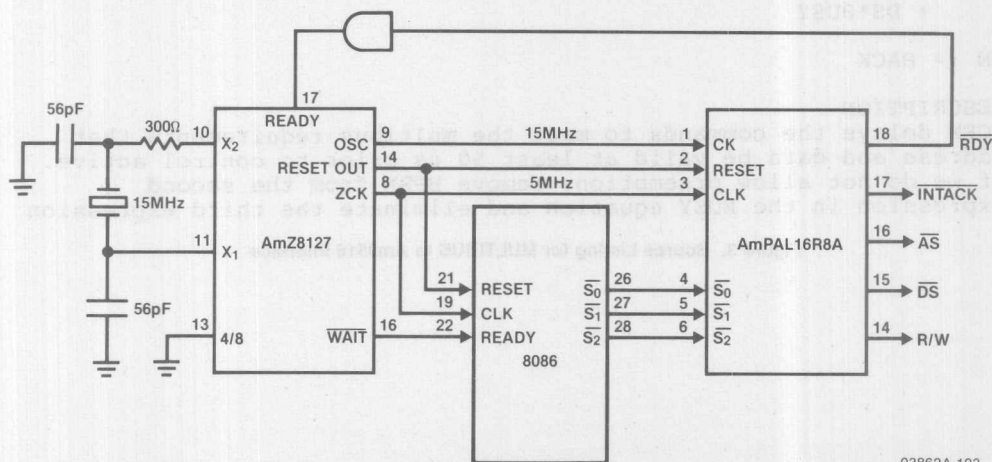 17
READY
56pF
300Ω
10
X2
9
OSC
15MHz
1
CK
18
RDY
14
RESET OUT
2
RESET
8
ZCK
5MHz
3
17
INTACK
15MHz
11
X1
AmZ8127
AmPAL16R8A
16
AS
21
RESET
26
S0
4
S0
15
DS
56pF
19
CLK
27
S1
5
S1
13
4/8
WAIT
16
22
READY
28
S2
6
S2
14
R/W
8086
03862A-193